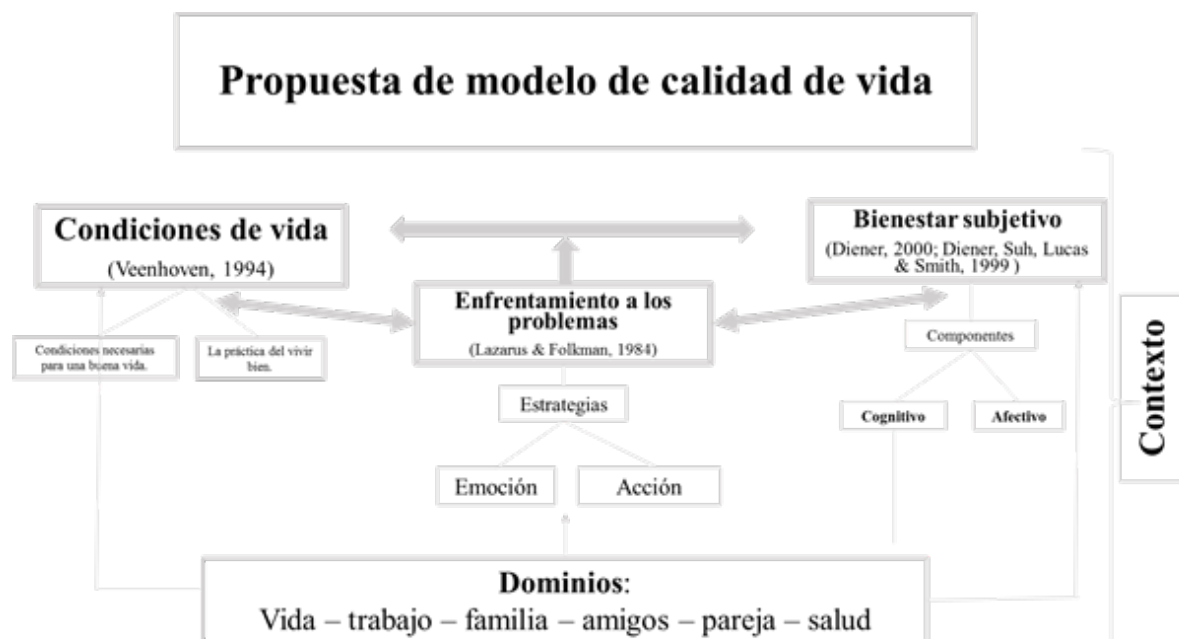 Propuesta de modelo de calidad de vida
Condiciones de vida
(Veenhoven, 1994)
Bienestar subjetivo
(Diener, 2000; Diener, Suh, Lucas
& Smith, 1999 )
Enfrentamiento a los
problemas
(Lazarus & Folkman, 1984)
Condiciones necesarias
para una buena vida.
La práctica del vivir
bien.
Componentes
Estrategias
Cognitivo
Afectivo
Emoción
Acción
Contexto
Dominios:
Vida – trabajo – familia – amigos – pareja – salud